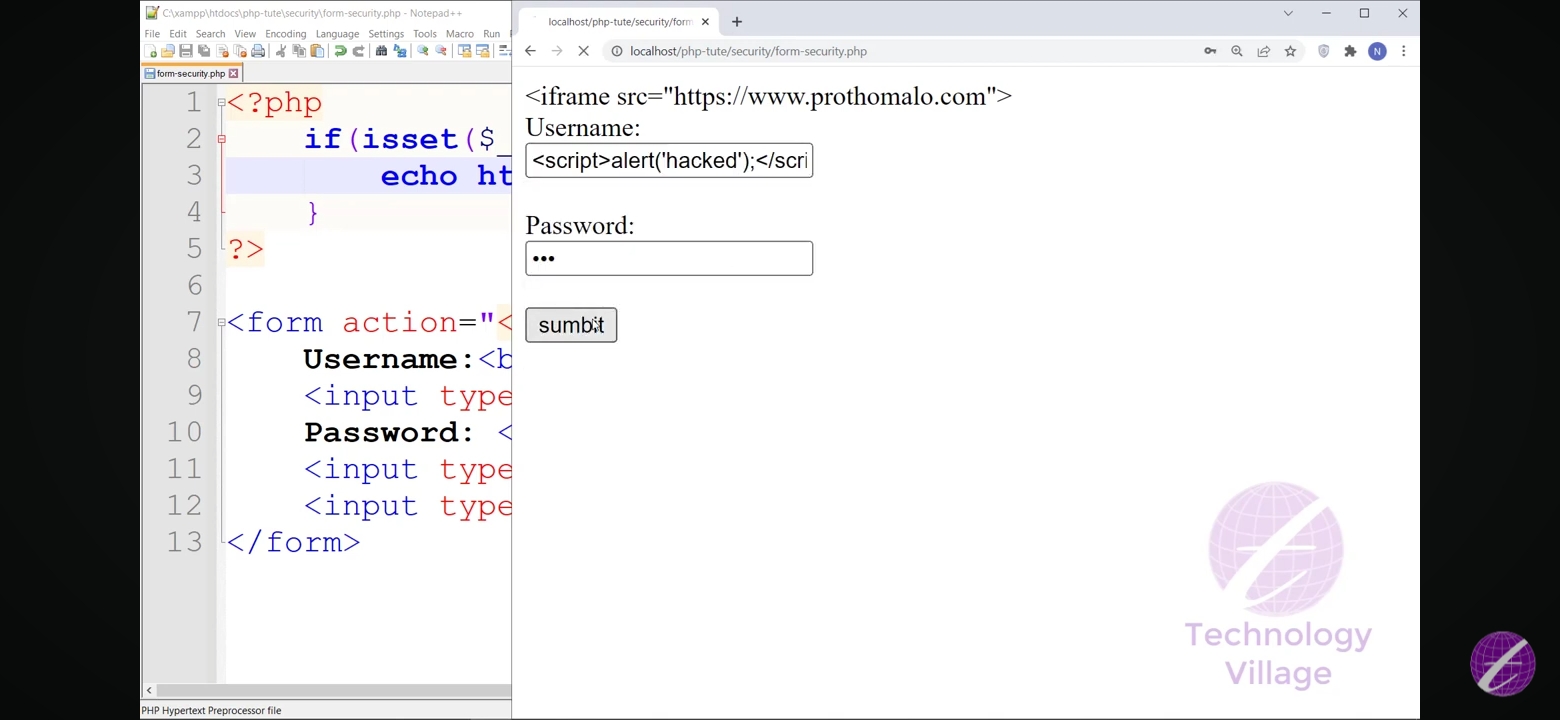 C:\xampp\htdocs\php-tute\security\form-security.php - Notepad++
File Edit Search View Encoding Language Settings Tools Macro Run
form-security.php
1 <?php
2 if(isset($_
3 echo ht
4 }
5 ?>
6
7 <form action="<
8 Username:<b
9 <input type
10 Password: <
11 <input type
12 <input type
13 </form>
PHP Hypertext Preprocessor file
localhost/php-tute/security/form
localhost/php-tute/security/form-security.php
N
<iframe src="https://www.prothomalo.com">
Username:
<script>alert('hacked');</scri
Password:
•••
sumbit
Technology
Village